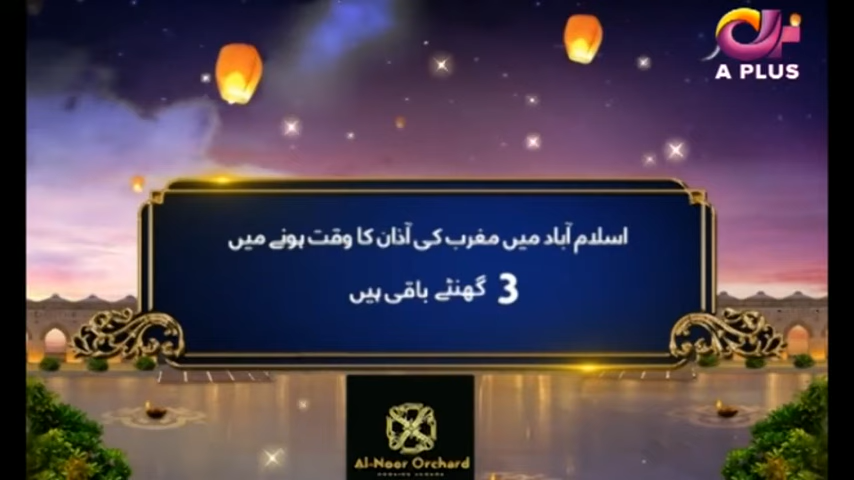 A PLUS
اسلام آباد میں مغرب کی آذان کا وقت ہونے میں
3 گھنٹے باقی ہیں
Al-Noor Orchard